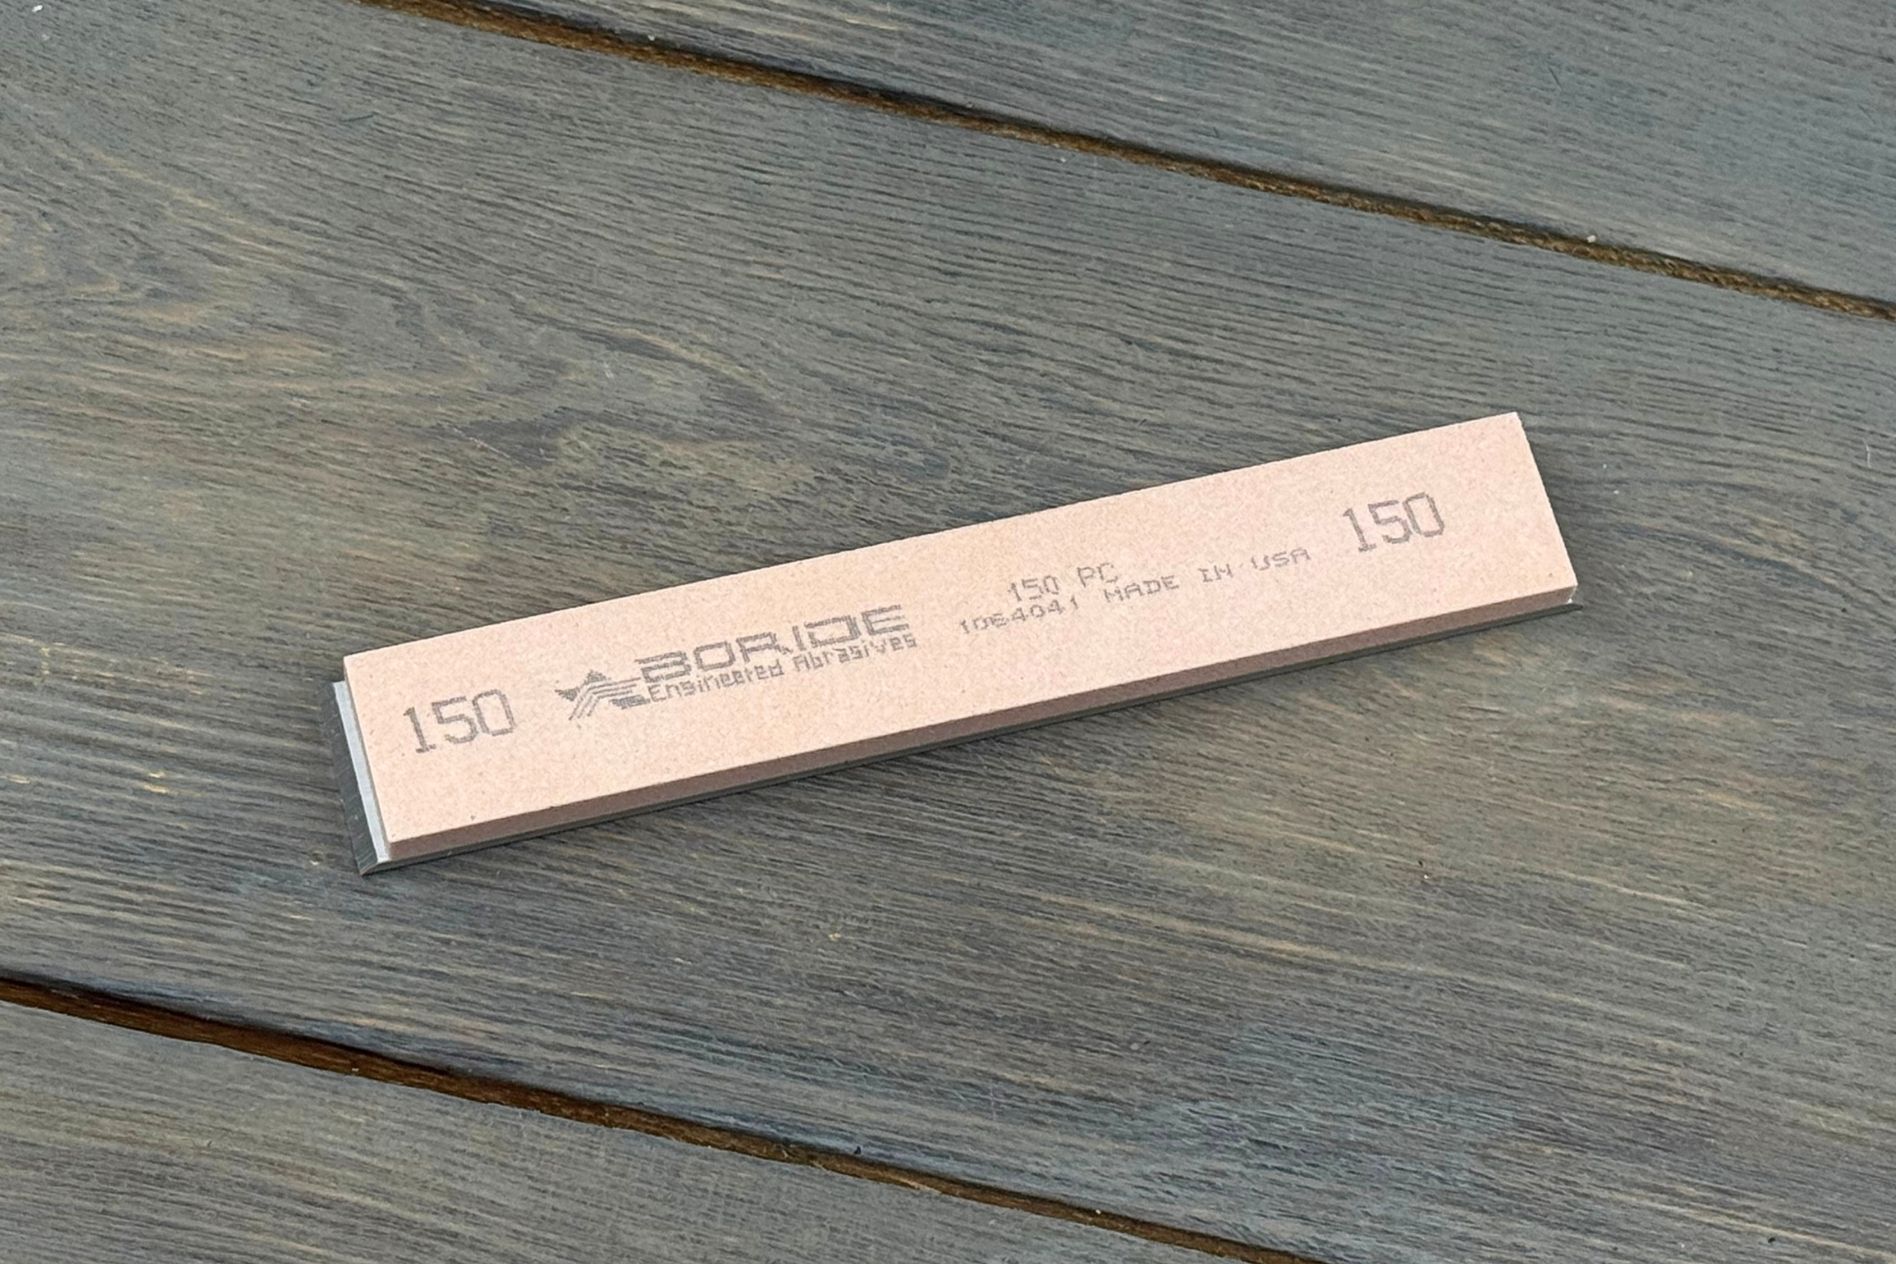 150
BORIDE
Engineered Abrasives
150 PC
1064041 MADE IN USA
150